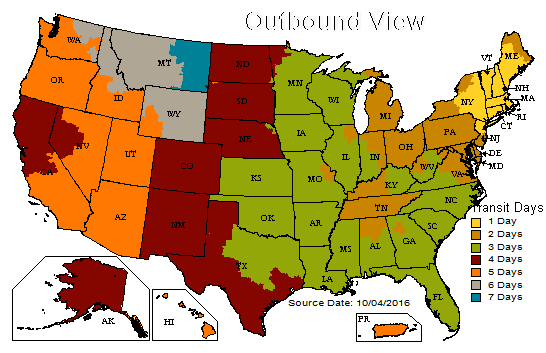 Outbound View
WA
MT
ND
MN
ME
VT
OR
ID
SD
WI
NY
NH
MA
WY
MI
RI
CT
IA
NE
PA
NJ
NV
UT
IL
IN
OH
DE
CA
CO
KS
MO
WV
VA
MD
KY
NC
AZ
NM
OK
AR
TN
SC
TX
MS
AL
GA
LA
FL
Transit Days
1 Day
2 Days
3 Days
4 Days
5 Days
6 Days
7 Days
Source Date: 10/04/2016
AK
HI
PR